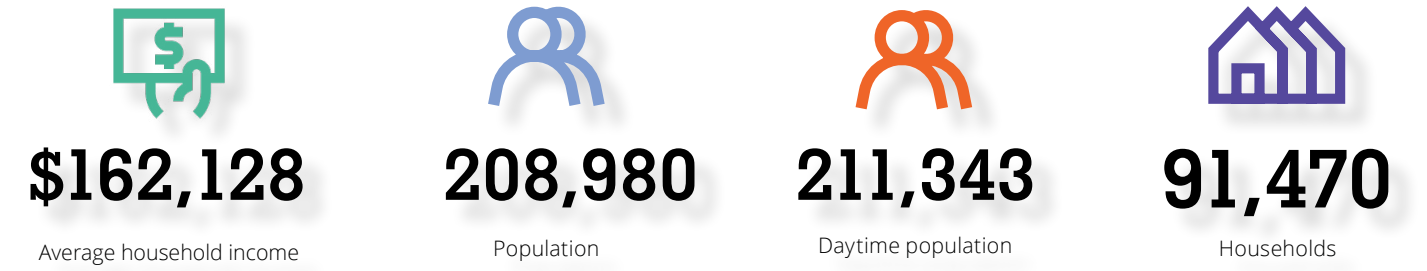 $
$162,128
Average household income
208,980
Population
211,343
Daytime population
91,470
Households